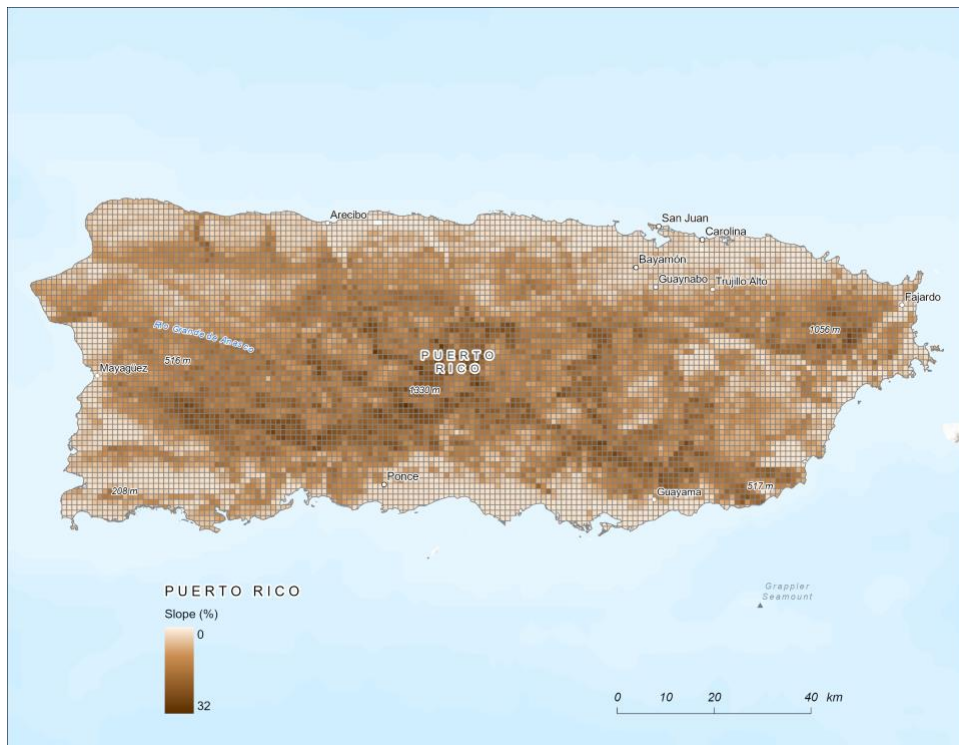 Arecibo
San Juan
Carolina
Bayamón
Guaynabo
Trujillo Alto
Fajardo
1056 m
Río Grande de Añasco
516 m
PUERTO
RICO
Mayagüez
1330 m
Ponce
208 m
517 m
Guayama
PUERTO RICO
Slope (%)
0
32
Grappler
Seamount
0 10 20 40 km